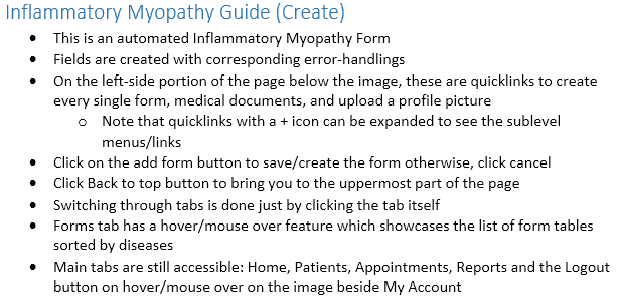 Inflammatory Myopathy Guide (Create)
• This is an automated Inflammatory Myopathy Form
• Fields are created with corresponding error-handlings
• On the left-side portion of the page below the image, these are quicklinks to create
every single form, medical documents, and upload a profile picture
o Note that quicklinks with a + icon can be expanded to see the sublevel
menus/links
• Click on the add form button to save/create the form otherwise, click cancel
• Click Back to top button to bring you to the uppermost part of the page
• Switching through tabs is done just by clicking the tab itself
• Forms tab has a hover/mouse over feature which showcases the list of form tables
sorted by diseases
• Main tabs are still accessible: Home, Patients, Appointments, Reports and the Logout
button on hover/mouse over on the image beside My Account